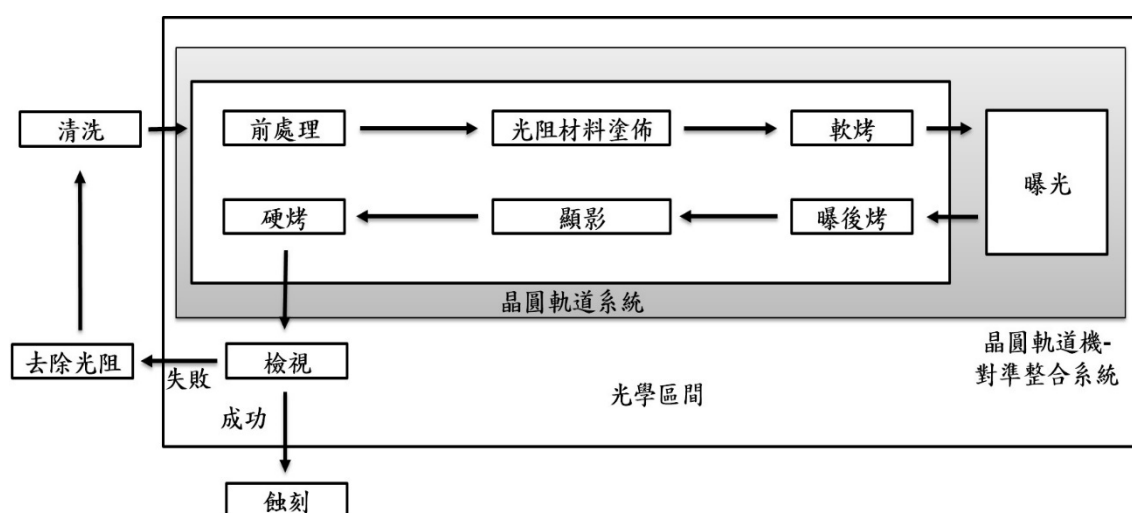 清洗
前處理
光阻材料塗佈
軟烤
曝光
硬烤
顯影
曝後烤
晶圓軌道系統
去除光阻
失敗
檢視
晶圓軌道機-
對準整合系統
光學區間
成功
蝕刻